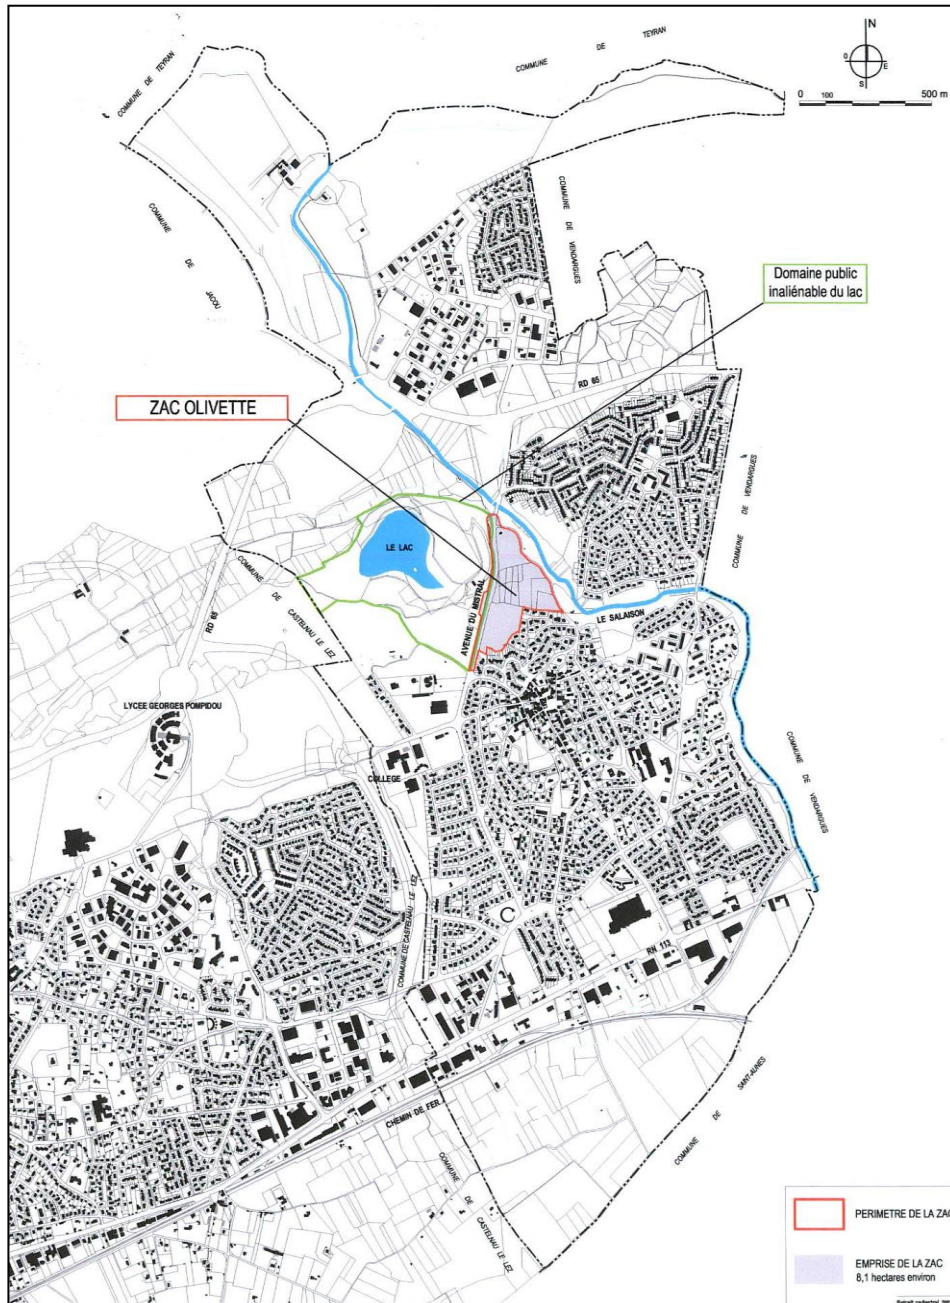 N
O
E
S
0 100 500 m
COMMUNE DE TEYRAN
COMMUNE DE TEYRAN
COMMUNE DE JACOU
COMMUNE DE VENDARGUES
Domaine public
inaliénable du lac
RD 65
ZAC OLIVETTE
LE LAC
COMMUNE DE VENDARGUES
COMMUNE DE CASTELNAU LE LEZ
RD 65
AVENUE DU MISTRAL
LE SALAISON
LYCEE GEORGES POMPIDOU
COLLEGE
COMMUNE DE VENDARGUES
COMMUNE DE CASTELNAU LE LEZ
RN 113
CHEMIN DE FER
COMMUNE DE SAINT-AUNES
COMMUNE DE CASTELNAU LE LEZ
PERIMETRE DE LA ZAC
EMPRISE DE LA ZAC
8,1 hectares environ
Extrait cadastral